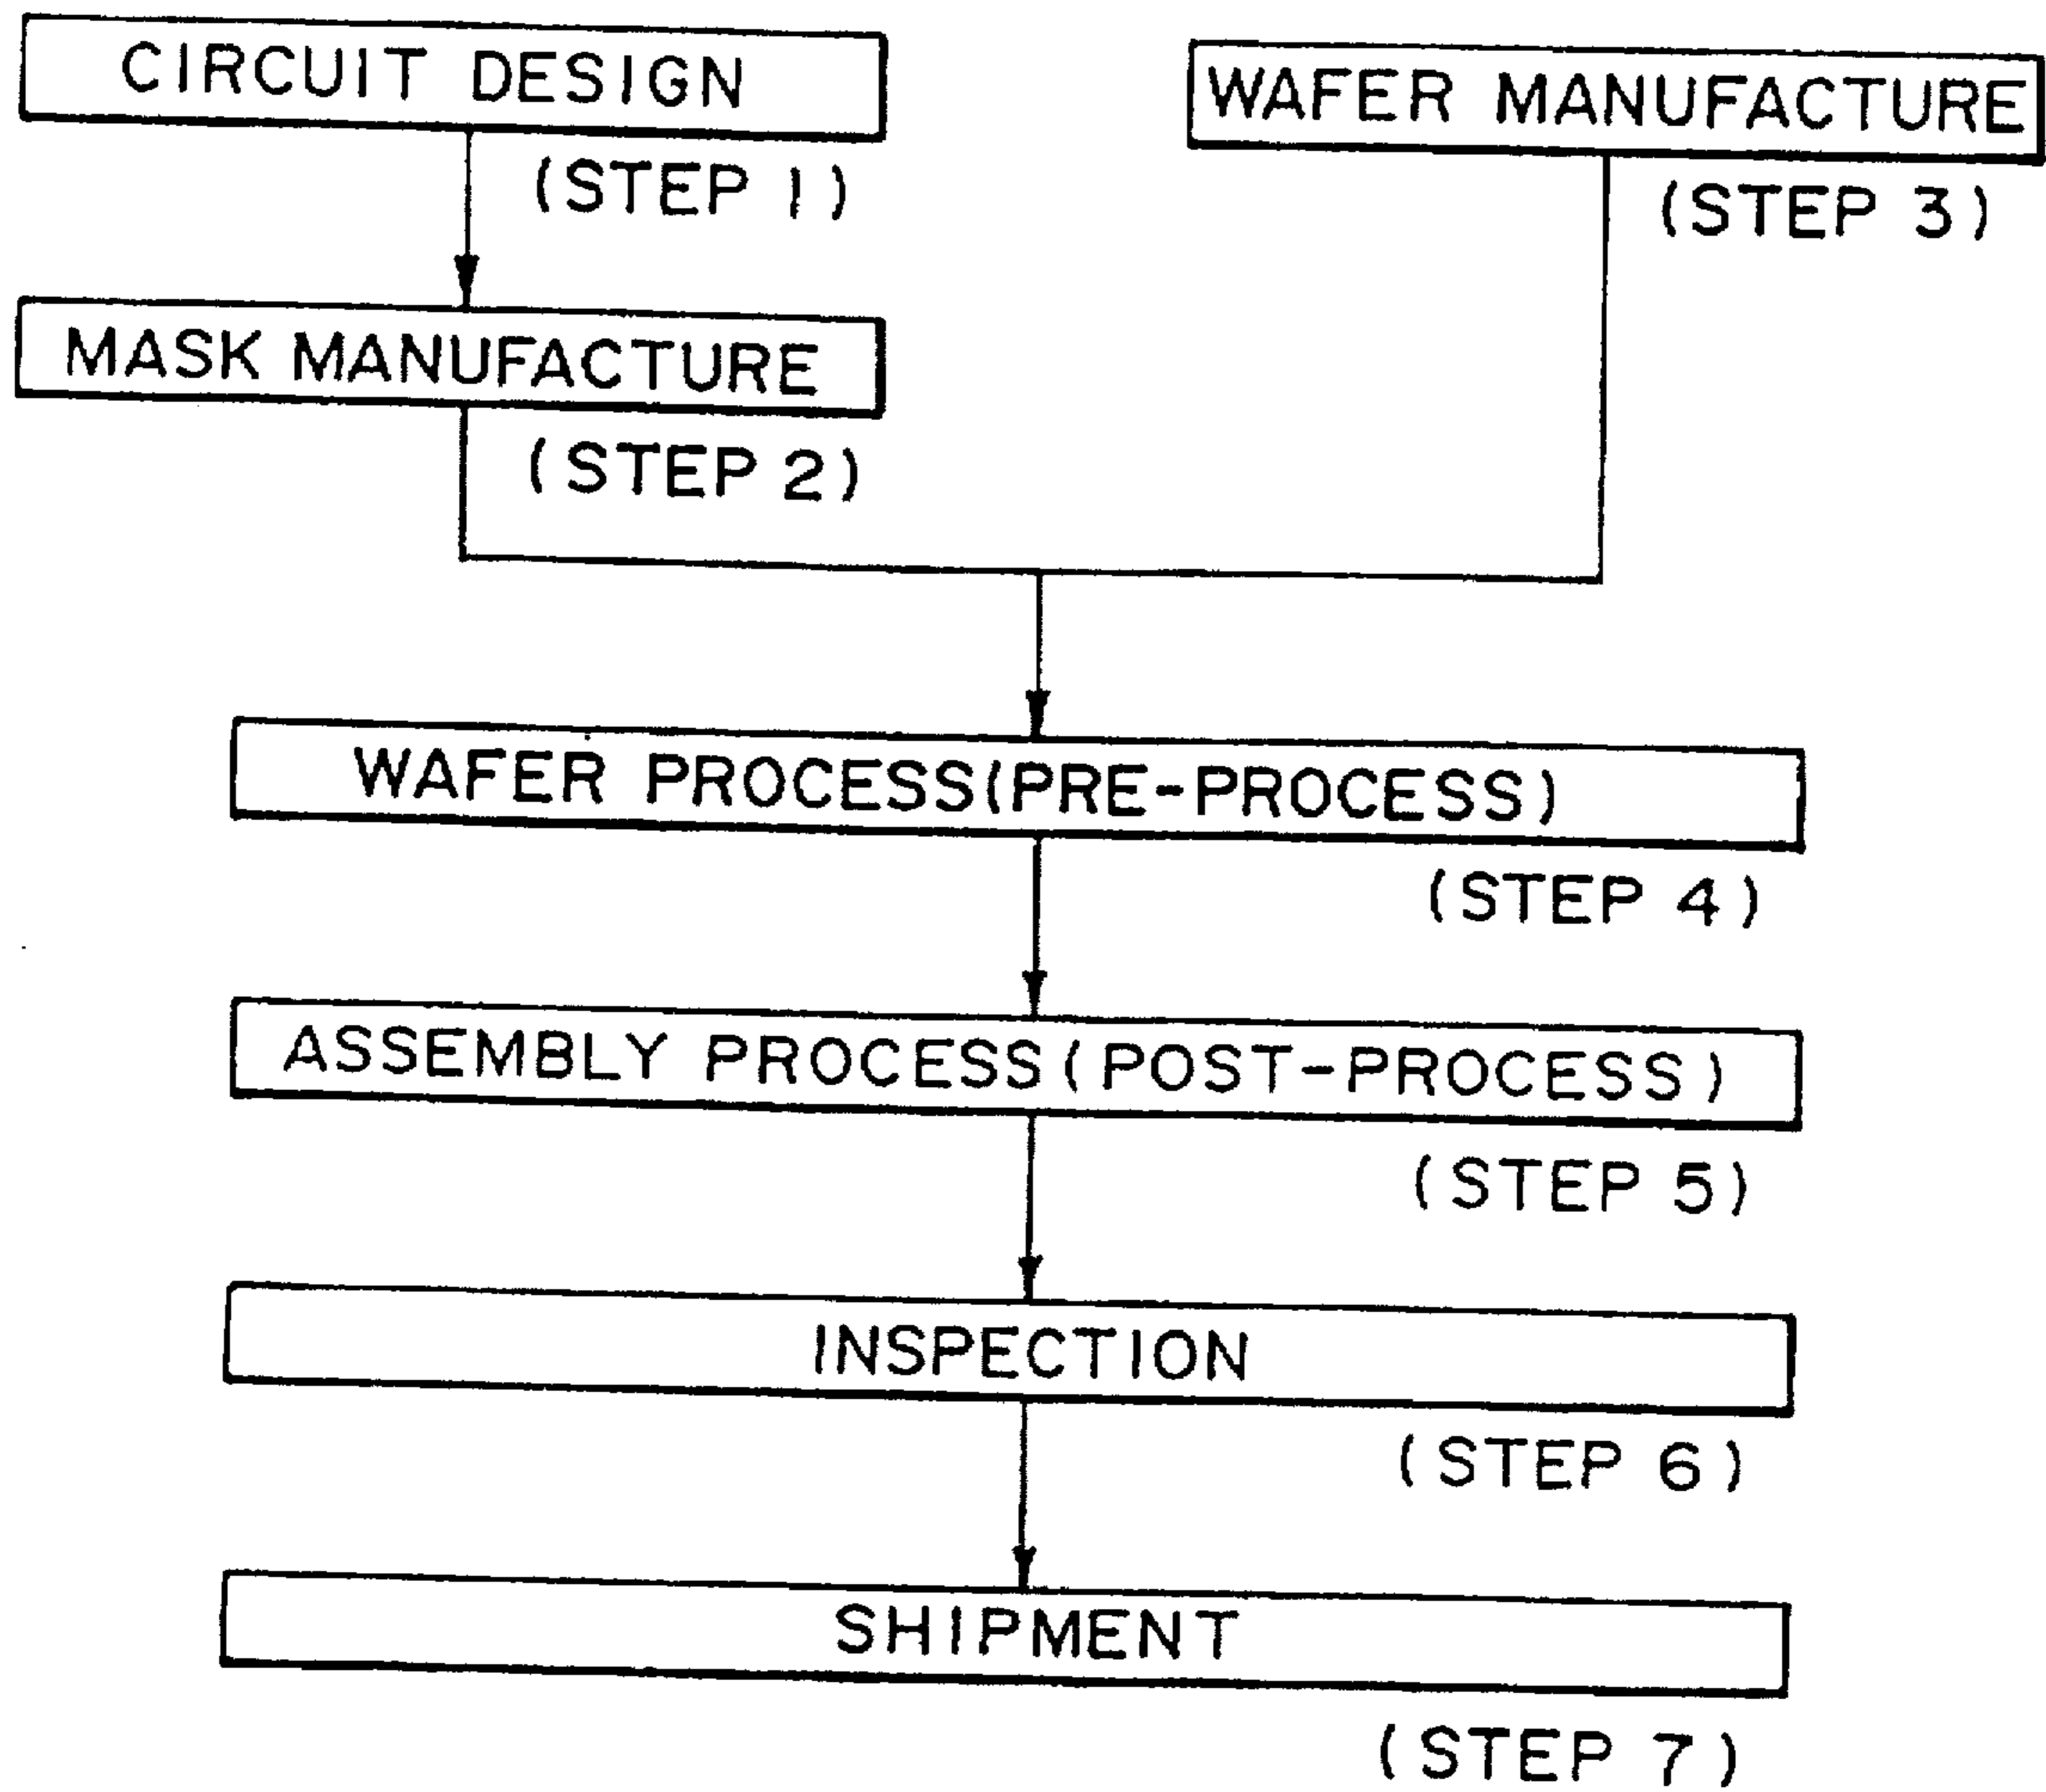 CIRCUIT DESIGN
(STEP 1)
WAFER MANUFACTURE
(STEP 3)
MASK MANUFACTURE
(STEP 2)
WAFER PROCESS(PRE-PROCESS)
(STEP 4)
ASSEMBLY PROCESS(POST-PROCESS)
(STEP 5)
INSPECTION
(STEP 6)
SHIPMENT
(STEP 7)